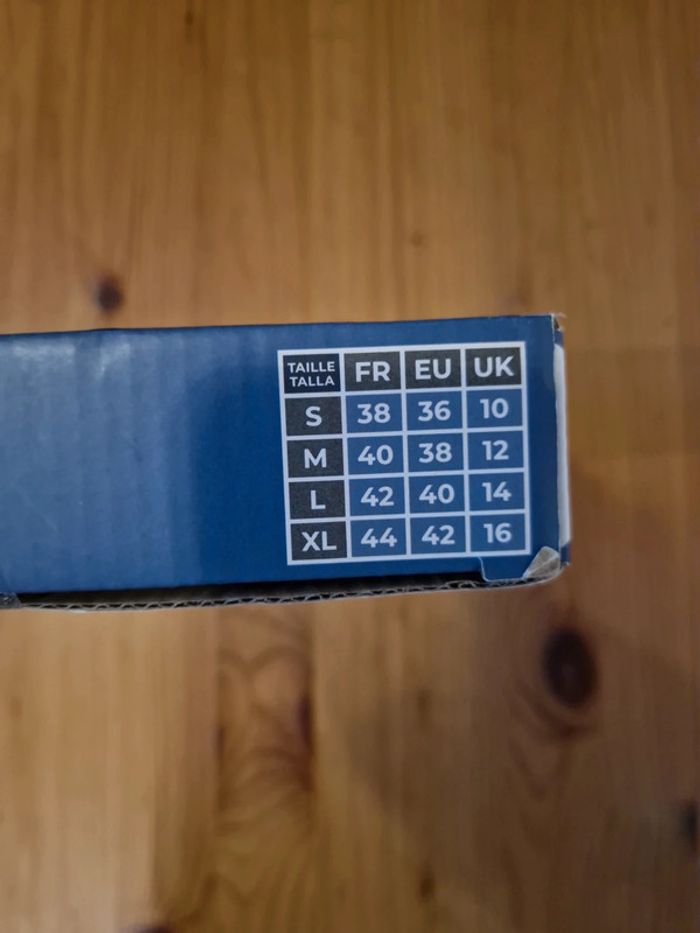 TAILLE TALLA FR EU UK
S 38 36 10
M 40 38 12
L 42 40 14
XL 44 42 16